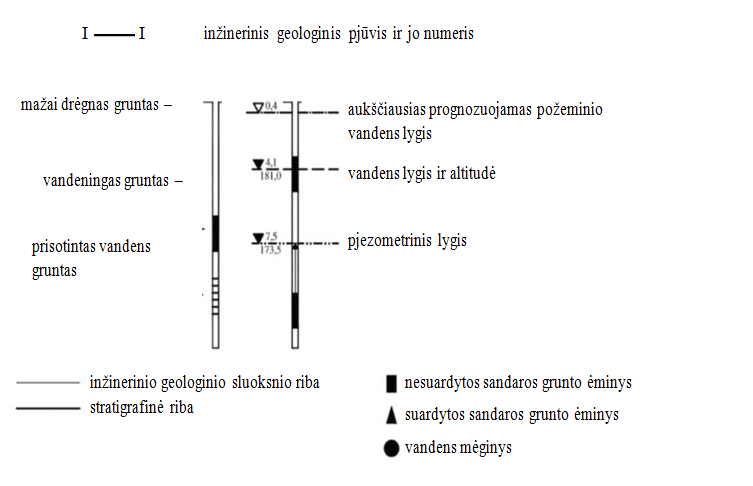 I I
inžinerinis geologinis pjūvis ir jo numeris
mažai drėgnas gruntas –
vandeningas gruntas –
prisotintas vandens
gruntas
0,4
4,1
181,0
7,5
173,5
aukščiausias prognozuojamas požeminio
vandens lygis
vandens lygis ir altitudė
pjezometrinis lygis
inžinerinio geologinio sluoksnio riba
stratigrafinė riba
nesuardytos sandaros grunto ėminys
suardytos sandaros grunto ėminys
vandens mėginys